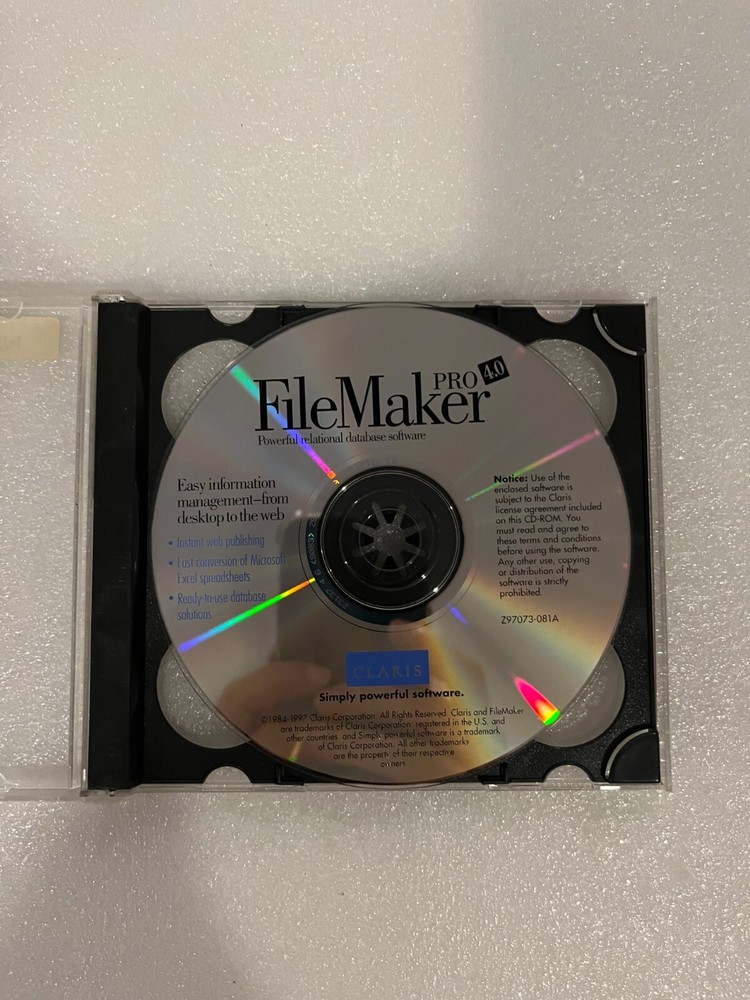 FileMaker PRO 4.0
Powerful relational database software
Easy information
management–from
desktop to the web
• Instant web publishing
• Fast conversion of Microsoft
Excel spreadsheets
• Ready-to-use database
solutions
Notice: Use of the
enclosed software is
subject to the Claris
license agreement included
on this CD-ROM. You
must read and agree to
these terms and conditions
before using the software.
Any other use, copying
or distribution of the
software is strictly
prohibited.
Z97073-081A
CLARIS
Simply powerful software.
©1984-1997 Claris Corporation. All Rights Reserved. Claris and FileMaker
are trademarks of Claris Corporation, registered in the U.S. and
other countries, and Simply powerful software is a trademark
of Claris Corporation. All other trademarks
are the property of their respective
owners.